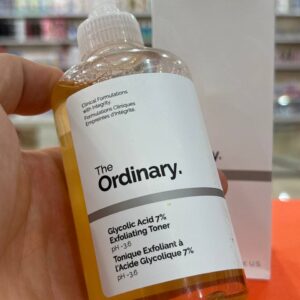 Clinical Formulations
with Integrity.
Formulations Cliniques
Empreintes d'Intégrité.
The
Ordinary.
Glycolic Acid 7%
Exfoliating Toner
pH ~3.6
Tonique Exfoliant à
l'Acide Glycolique 7%
pH ~3.6